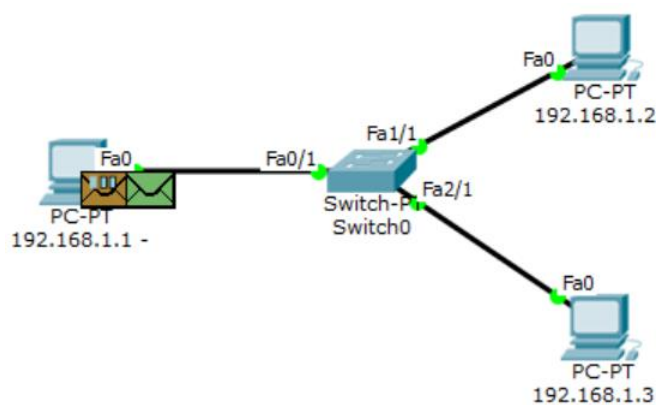 Fa0
PC-PT
192.168.1.2
Fa1/1
Fa0
Fa0/1
PC-PT
192.168.1.1 -
Switch-P
Switch0
Fa2/1
Fa0
PC-PT
192.168.1.3